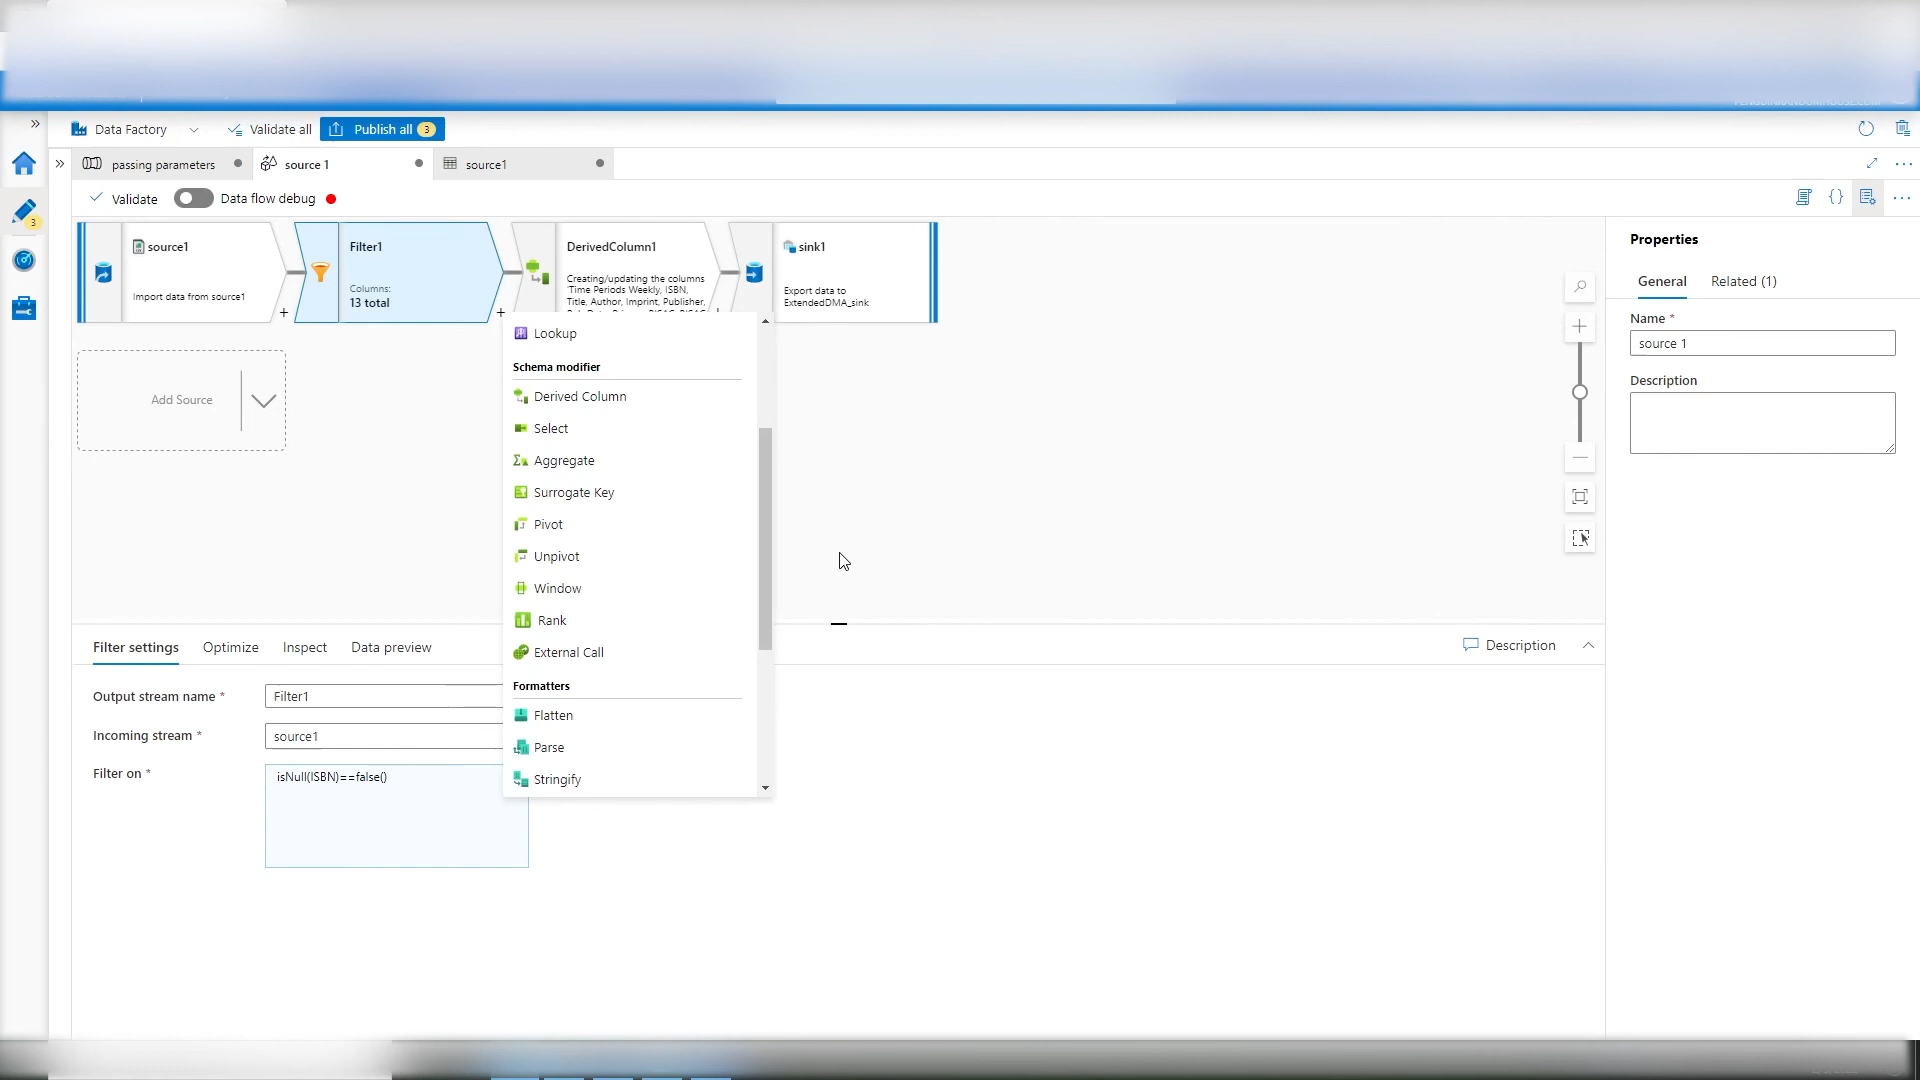 Data Factory
Validate all
Publish all 3
passing parameters
source 1
source1
Validate
Data flow debug
3
source1
Import data from source1
+
Filter1
Columns:
13 total
+
DerivedColumn1
Creating/updating the columns
'Time Periods Weekly, ISBN,
Title, Author, Imprint, Publisher,
sink1
Export data to
ExtendedDMA_sink
Add Source
Lookup
Schema modifier
Derived Column
Select
Aggregate
Surrogate Key
Pivot
Unpivot
Window
Rank
External Call
Formatters
Flatten
Parse
Stringify
Properties
General
Related (1)
Name *
source 1
Description
Filter settings
Optimize
Inspect
Data preview
Description
Output stream name *
Filter1
Incoming stream *
source1
Filter on *
isNull(ISBN)==false()